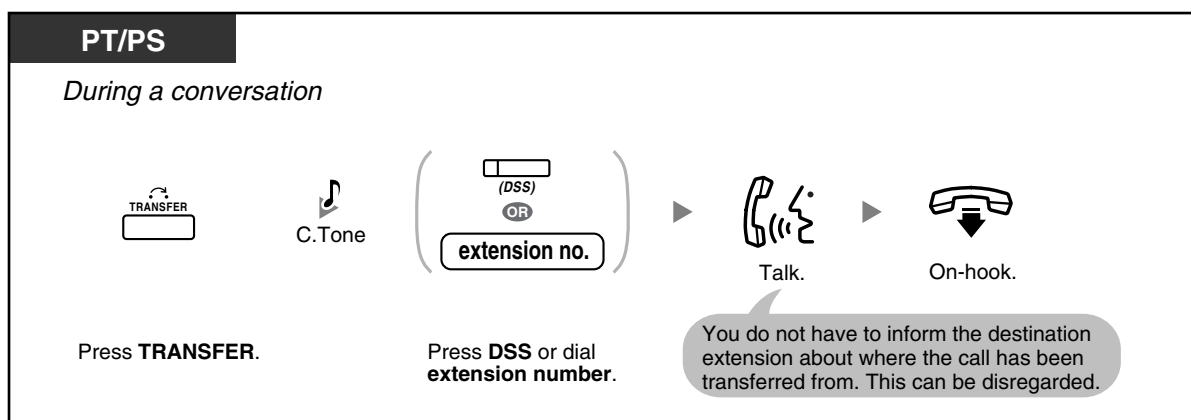 PT/PS
During a conversation
TRANSFER
C.Tone
(DSS)
OR
extension no.
Talk.
On-hook.
Press TRANSFER.
Press DSS or dial
extension number.
You do not have to inform the destination
extension about where the call has been
transferred from. This can be disregarded.